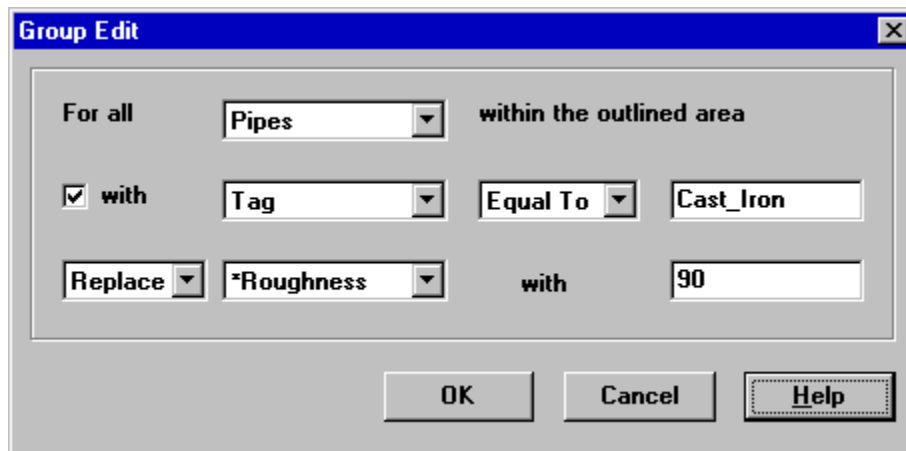 Group Edit
For all Pipes within the outlined area
with Tag Equal To Cast_Iron
Replace *Roughness with 90
OK Cancel Help